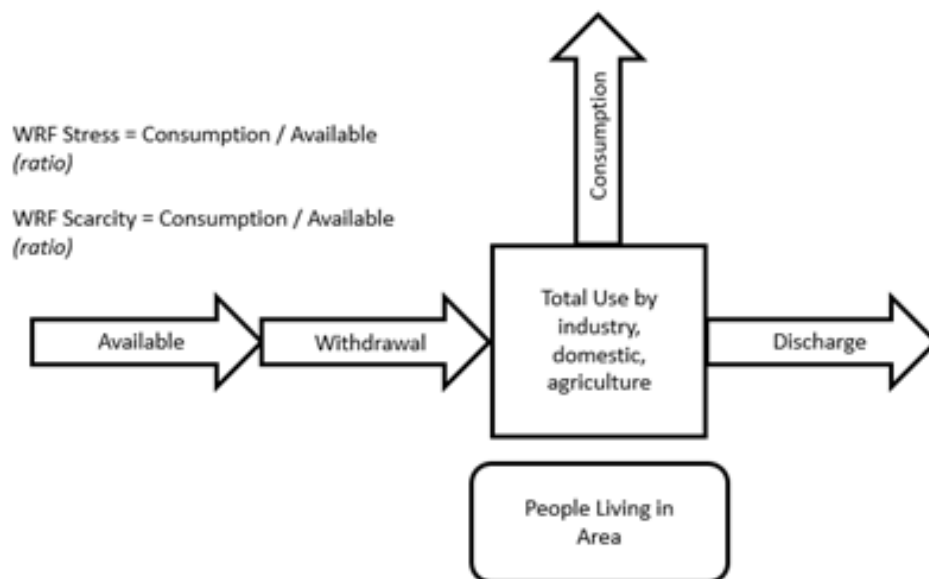 Consumption
WRF Stress = Consumption / Available
(ratio)
WRF Scarcity = Consumption / Available
(ratio)
Available
Withdrawal
Total Use by
industry,
domestic,
agriculture
Discharge
People Living in
Area